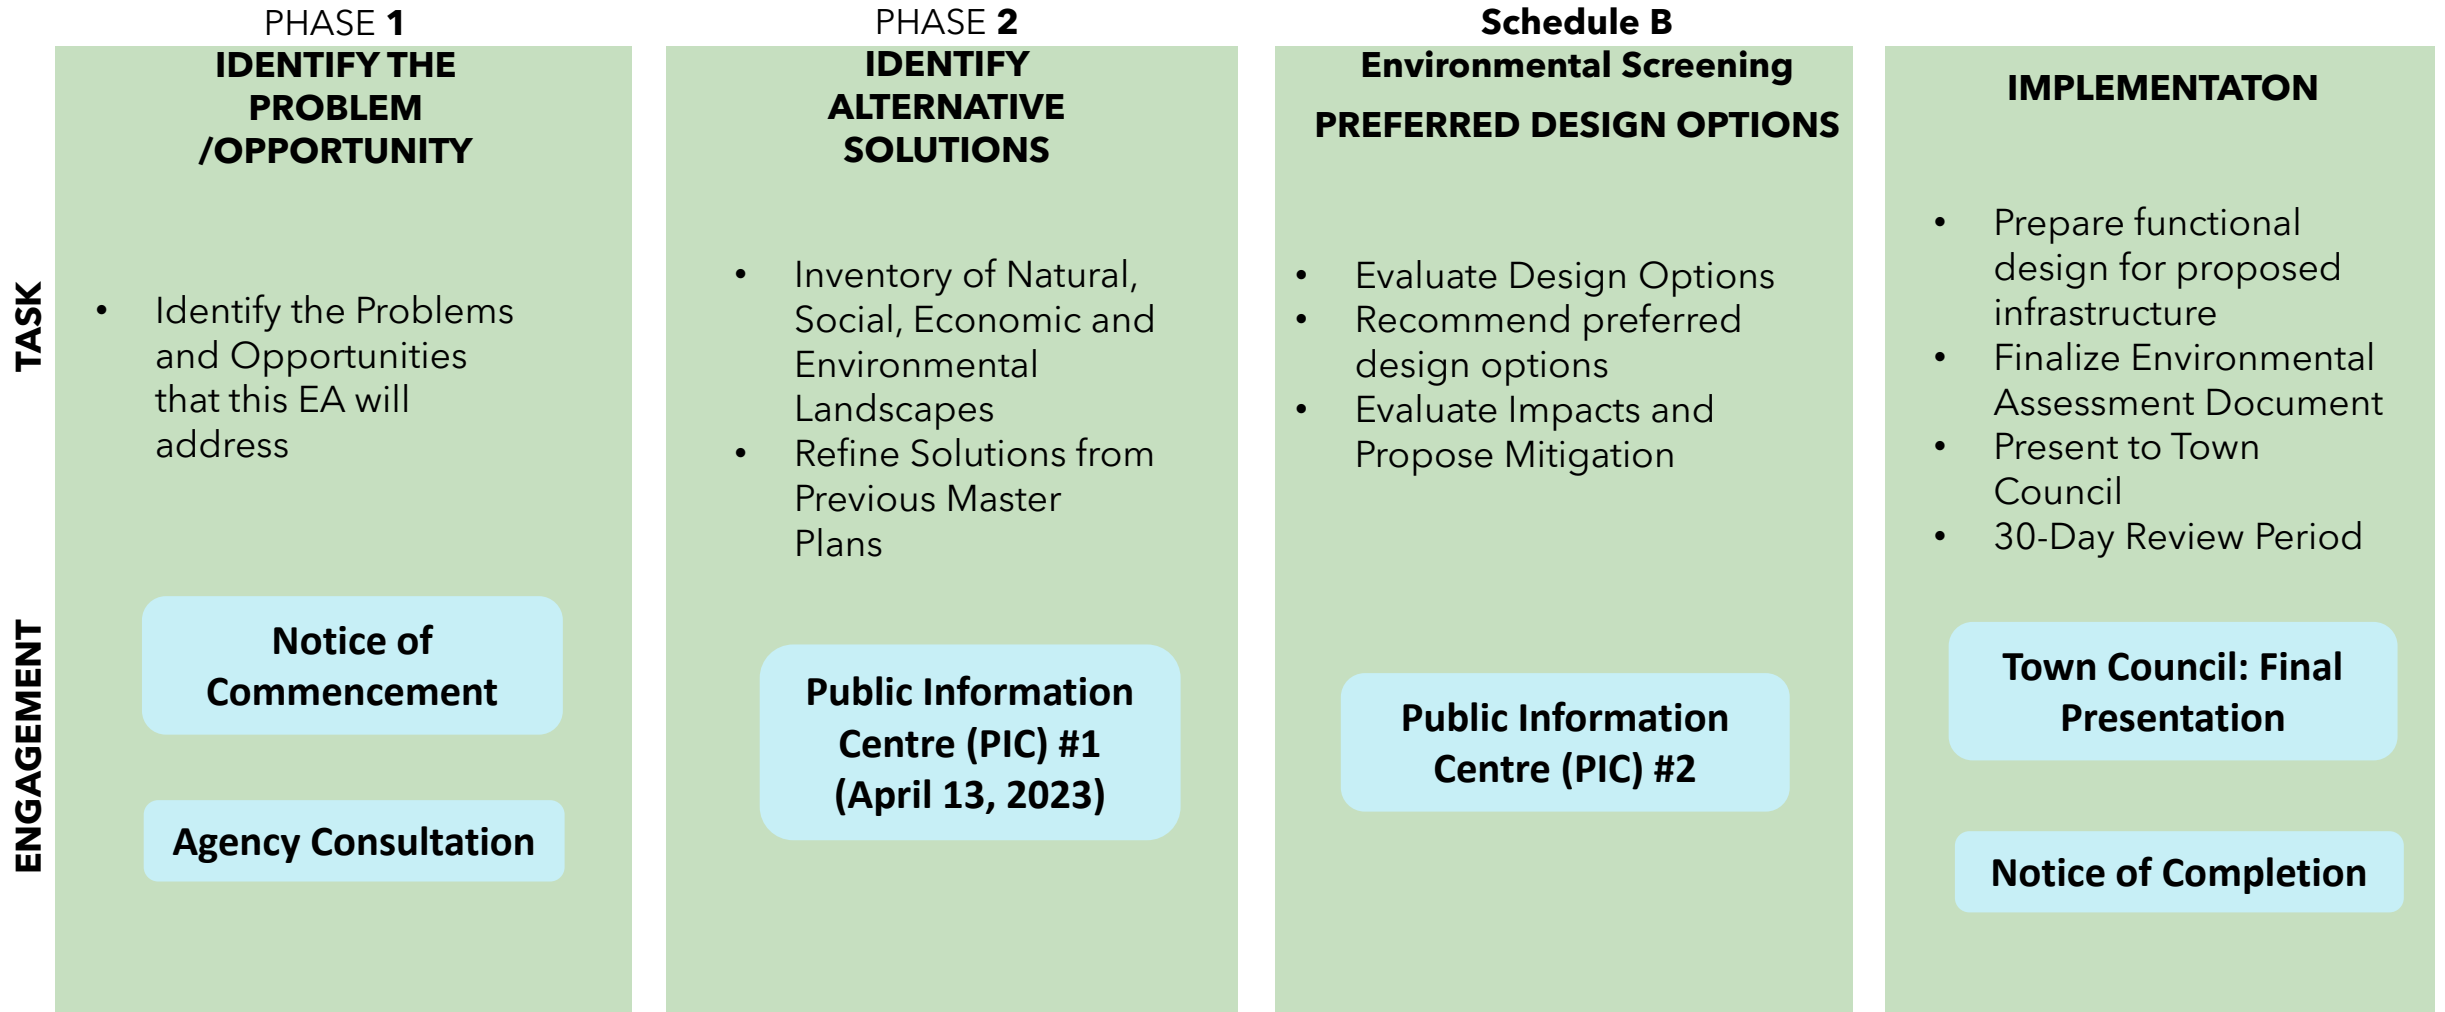 PHASE 1
IDENTIFY THE
PROBLEM
/OPPORTUNITY
TASK
• Identify the Problems
and Opportunities
that this EA will
address
ENGAGEMENT
Notice of
Commencement
Agency Consultation
PHASE 2
IDENTIFY
ALTERNATIVE
SOLUTIONS
• Inventory of Natural,
Social, Economic and
Environmental
Landscapes
• Refine Solutions from
Previous Master
Plans
Public Information
Centre (PIC) #1
(April 13, 2023)
Schedule B
Environmental Screening
PREFERRED DESIGN OPTIONS
• Evaluate Design Options
• Recommend preferred
design options
• Evaluate Impacts and
Propose Mitigation
Public Information
Centre (PIC) #2
IMPLEMENTATON
• Prepare functional
design for proposed
infrastructure
• Finalize Environmental
Assessment Document
• Present to Town
Council
• 30-Day Review Period
Town Council: Final
Presentation
Notice of Completion